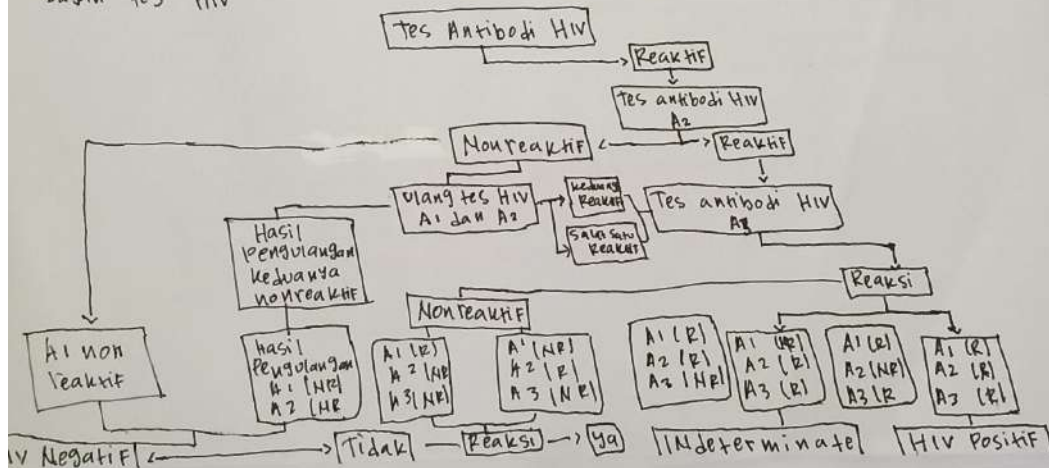 tes HIV
Tes Antibodi HIV
Reaktif
tes antibodi HIV
A2
Nonreaktif
Reaktif
Ulang tes HIV
A1 dan A2
keduanya
Reaktif
Salah satu
Reaktif
Tes antibodi HIV
Hasil
pengulangan
keduanya
nonreaktif
Reaksi
Nonreaktif
A1 non
reaktif
Hasil
Pengulangan
A1 (NR)
A2 (NR
A1 (R)
A2 (NR)
A3 (NR)
A1 (NR)
A2 (R)
A3 (NR)
A1 (R)
A2 (R)
A3 (NR)
A1 (NR)
A2 (R)
A3 (R)
A1 (R)
A2 (NR)
A3 (R
A1 (R)
A2 (R)
A3 (R)
IV Negatif
Tidak
Reaksi
Ya
INdeterminate
HIV Positif